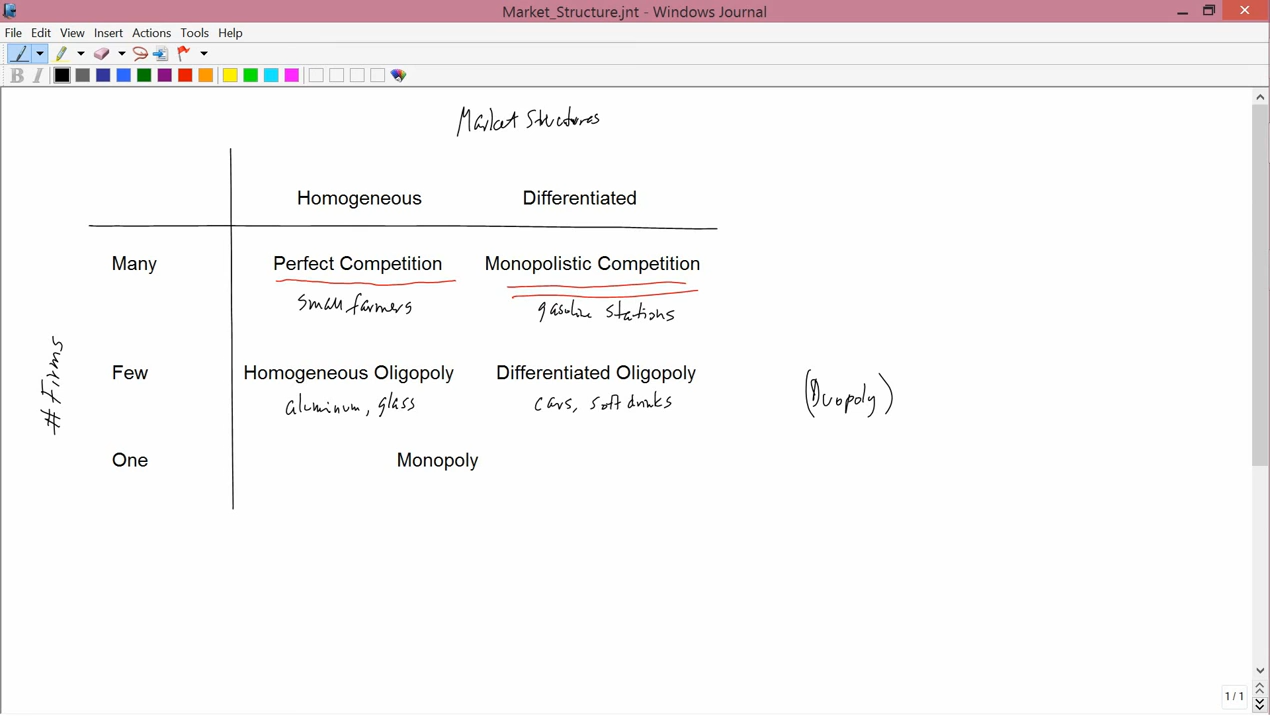 Market_Structure.jnt - Windows Journal
File Edit View Insert Actions Tools Help
B I
Market Structures
Homogeneous Differentiated
Many Perfect Competition Monopolistic Competition
small farmers gasoline stations
# Firms
Few Homogeneous Oligopoly Differentiated Oligopoly
aluminum, glass cars, soft drinks (Duopoly)
One Monopoly
1 / 1